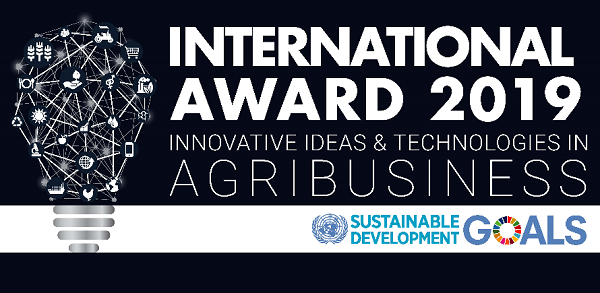 INTERNATIONAL
AWARD 2019
INNOVATIVE IDEAS & TECHNOLOGIES IN
AGRIBUSINESS
SUSTAINABLE
DEVELOPMENT
GOALS